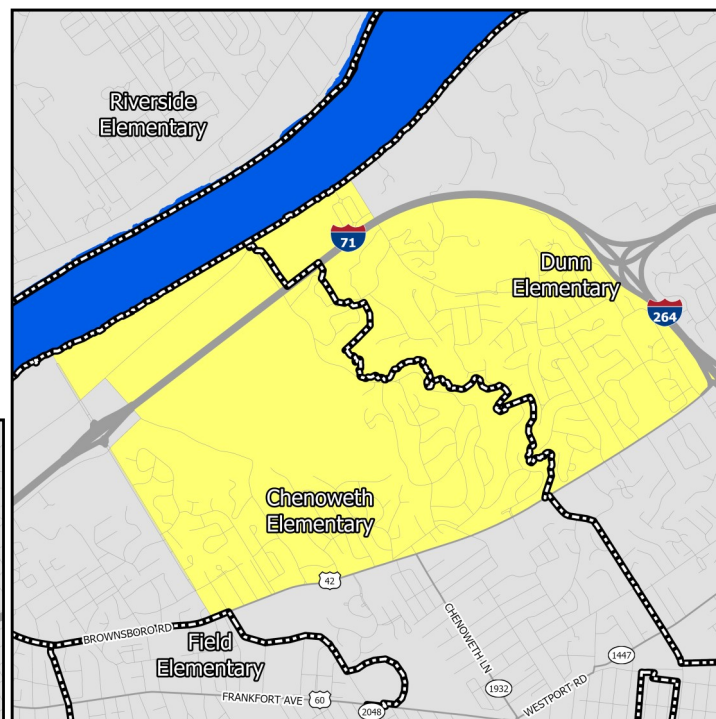 Riverside
Elementary
71
Dunn
Elementary
264
Chenoweth
Elementary
42
CHENOWETH LN
BROWNSBORO RD
Field
Elementary
1447
WESTPORT RD
1932
FRANKFORT AVE
60
2048